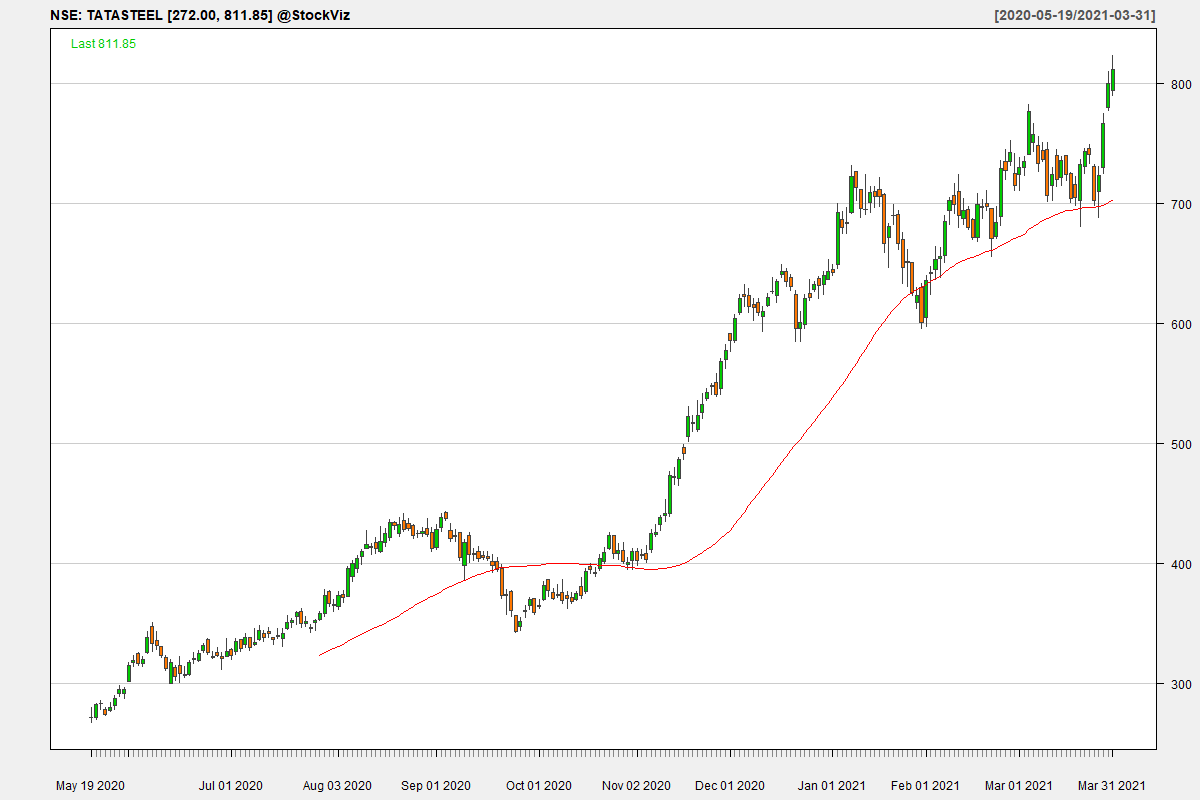 NSE: TATASTEEL [272.00, 811.85] @StockViz [2020-05-19/2021-03-31]
Last 811.85
800
700
600
500
400
300
May 19 2020 Jul 01 2020 Aug 03 2020 Sep 01 2020 Oct 01 2020 Nov 02 2020 Dec 01 2020 Jan 01 2021 Feb 01 2021 Mar 01 2021 Mar 31 2021